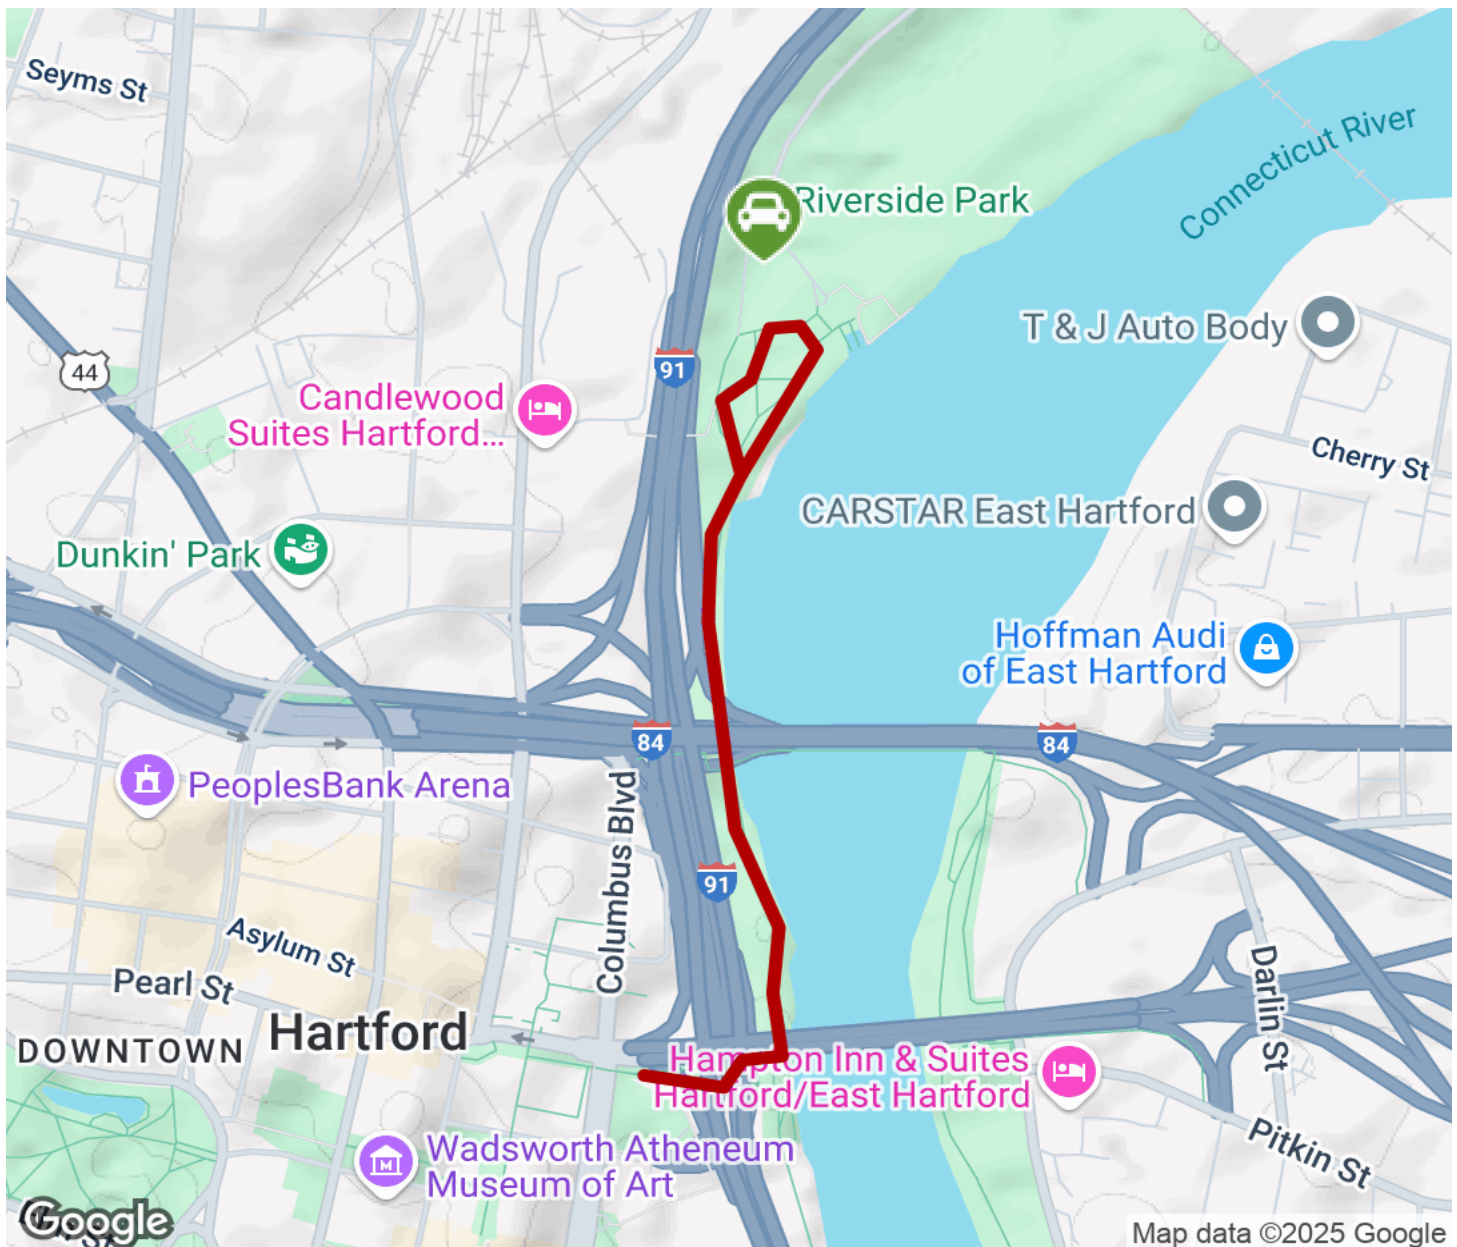 Seyms St
Connecticut River
Riverside Park
T & J Auto Body
44
91
Candlewood
Suites Hartford...
Cherry St
CARSTAR East Hartford
Dunkin' Park
Hoffman Audi
of East Hartford
84
84
PeoplesBank Arena
Columbus Blvd
91
Asylum St
Pearl St
Darlin St
Hartford
DOWNTOWN
Hampton Inn & Suites
Hartford/East Hartford
Pitkin St
Wadsworth Atheneum
Museum of Art
M
Google
Map data ©2025 Google